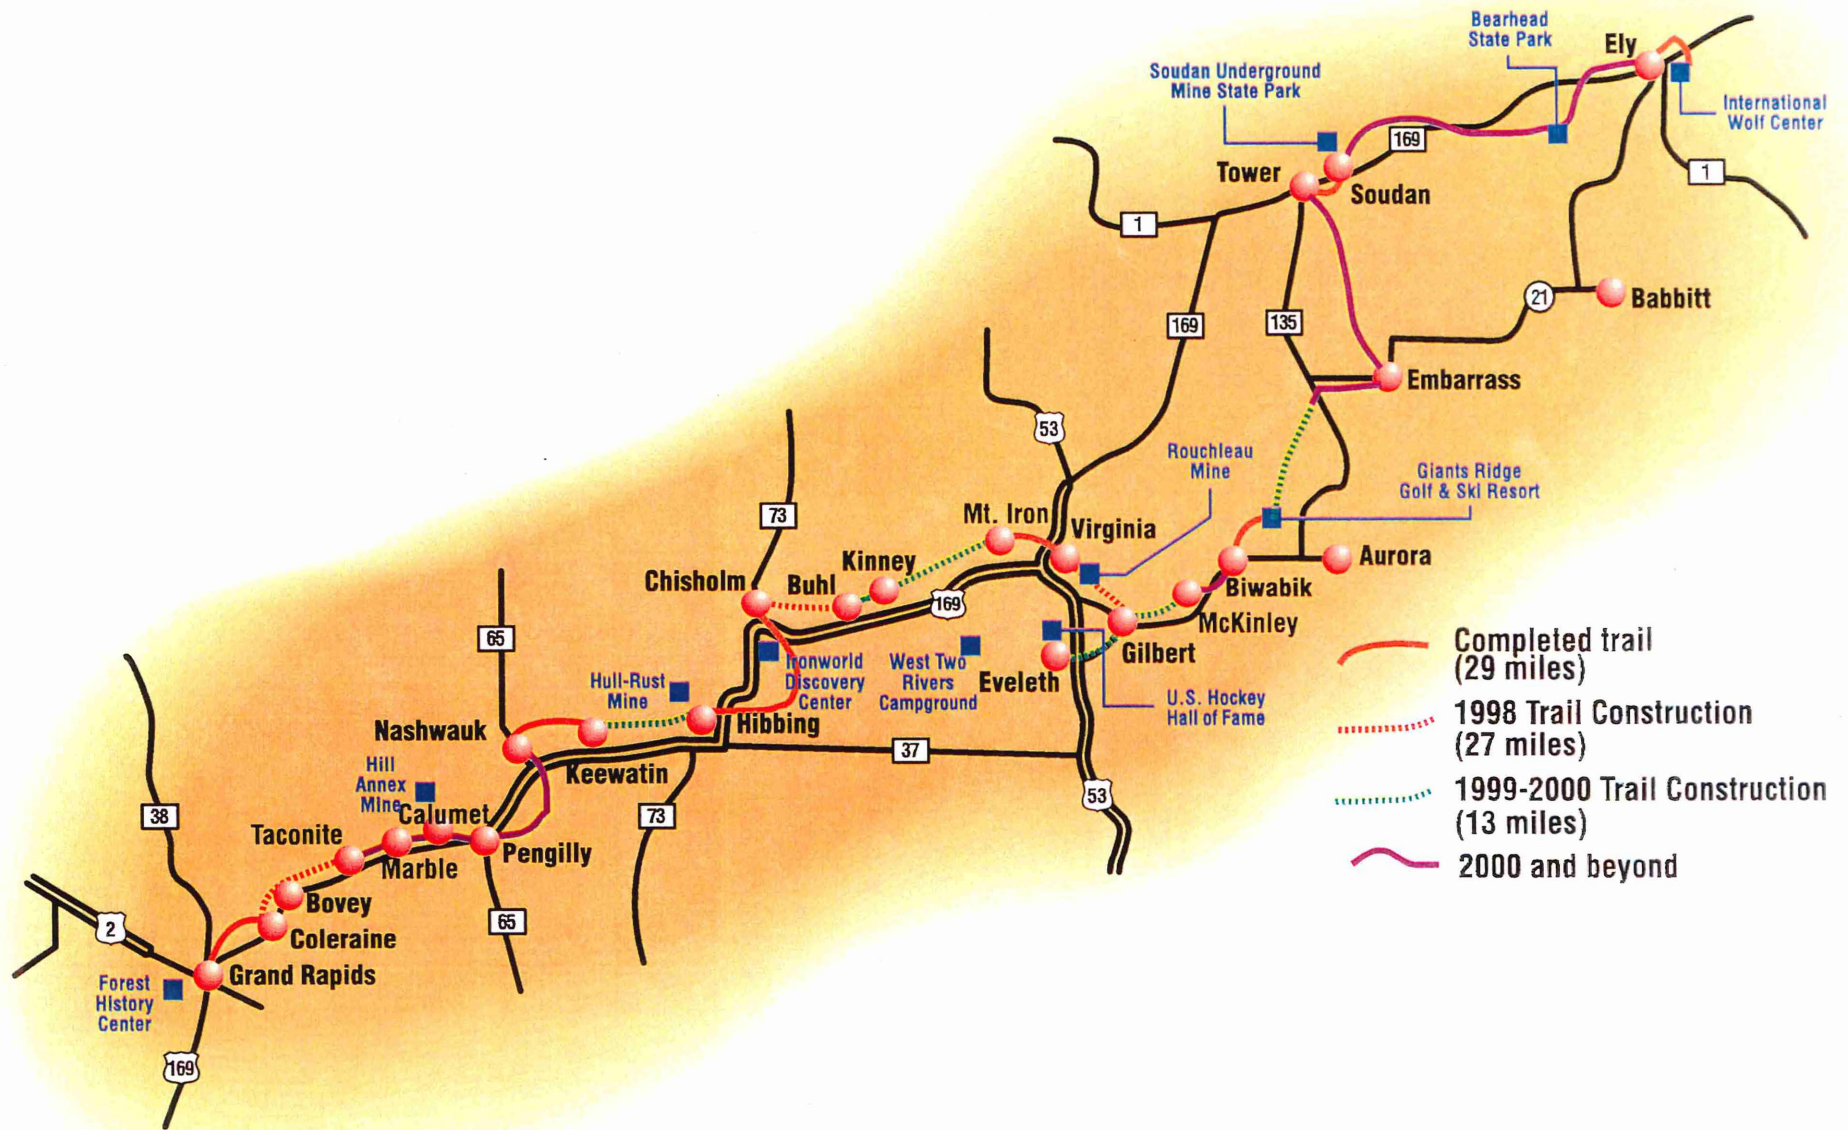 Bearhead
State Park
Ely
Soudan Underground
Mine State Park
International
Wolf Center
169
1
Tower
Soudan
1
21
Babbitt
169
135
Embarrass
53
Rouchleau
Mine
Giants Ridge
Golf & Ski Resort
73
Mt. Iron
Virginia
Kinney
Aurora
Chisholm
Buhl
Biwabik
169
McKinley
65
Gilbert
Ironworld
Discovery
Center
West Two
Rivers
Campground
Eveleth
Hull-Rust
Mine
U.S. Hockey
Hall of Fame
Hibbing
Nashwauk
37
Keewatin
Hill
Annex
Mine
53
38
Calumet
73
Taconite
Pengilly
Marble
Bovey
65
2
Coleraine
Grand Rapids
Forest
History
Center
169
Completed trail
(29 miles)
1998 Trail Construction
(27 miles)
1999-2000 Trail Construction
(13 miles)
2000 and beyond